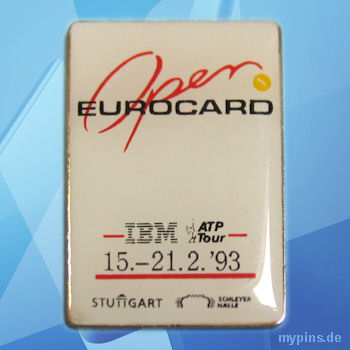 Open
EUROCARD
IBM ATP
Tour
15.-21.2.'93
STUTTGART SCHLEYER
HALLE
mypins.de